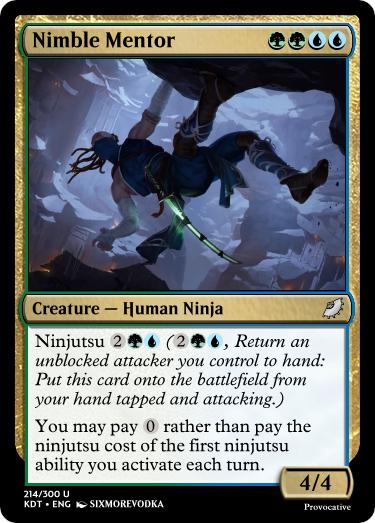 Nimble Mentor
Creature — Human Ninja
Ninjutsu 2 (2, Return an
unblocked attacker you control to hand:
Put this card onto the battlefield from
your hand tapped and attacking.)
You may pay 0 rather than pay the
ninjutsu cost of the first ninjutsu
ability you activate each turn.
4/4
214/300 U
KDT • ENG SIXMOREVODKA
Provocative